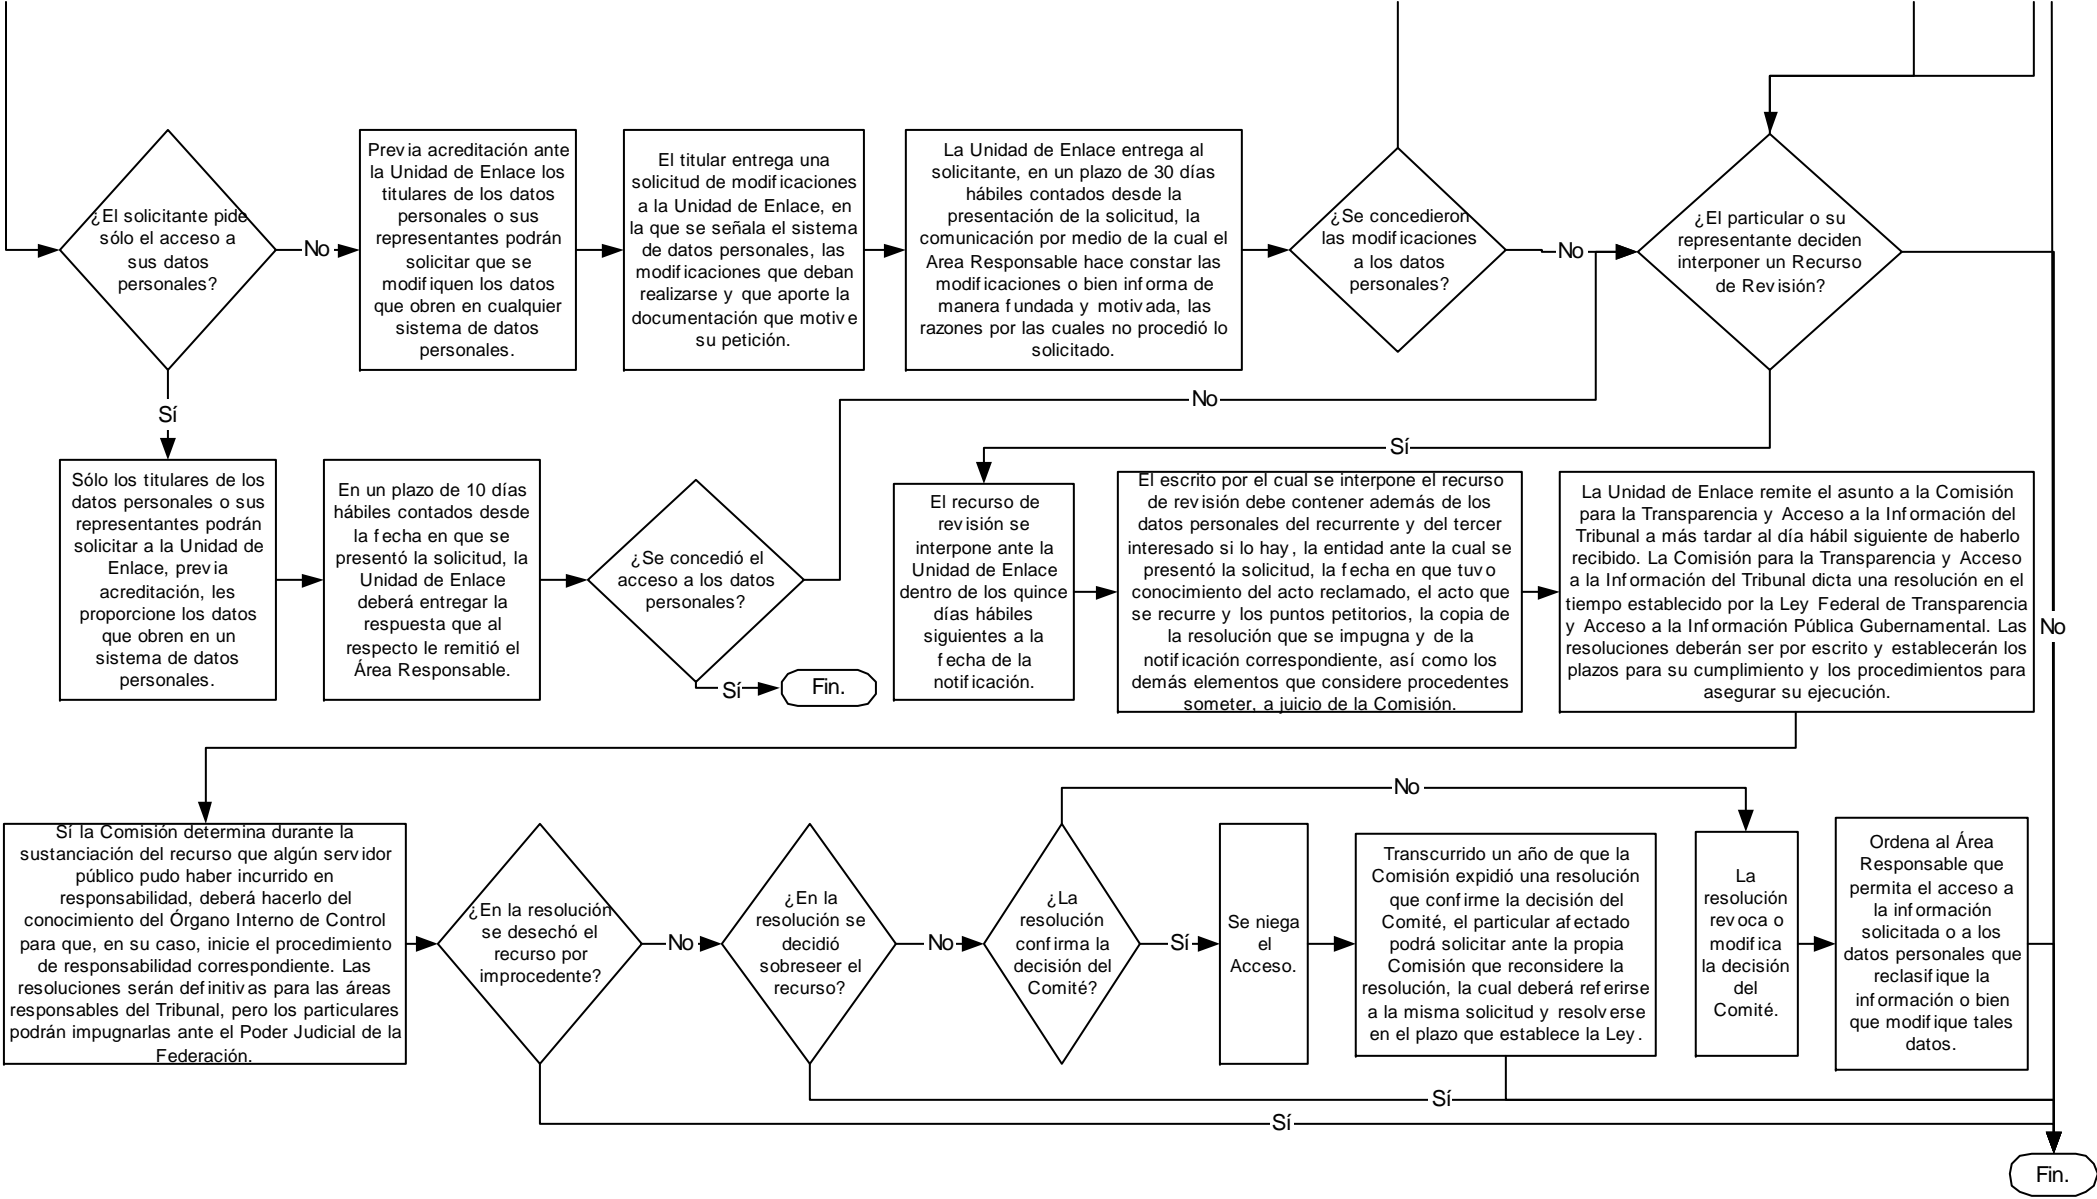 ¿El solicitante pide
sólo el acceso a
sus datos
personales?
No
Previa acreditación ante
la Unidad de Enlace los
titulares de los datos
personales o sus
representantes podrán
solicitar que se
modifiquen los datos
que obren en cualquier
sistema de datos
personales.
El titular entrega una
solicitud de modificaciones
a la Unidad de Enlace, en
la que se señala el sistema
de datos personales, las
modificaciones que deban
realizarse y que aporte la
documentación que motive
su petición.
La Unidad de Enlace entrega al
solicitante, en un plazo de 30 días
hábiles contados desde la
presentación de la solicitud, la
comunicación por medio de la cual el
Area Responsable hace constar las
modificaciones o bien informa de
manera fundada y motivada, las
razones por las cuales no procedió lo
solicitado.
¿Se concedieron
las modificaciones
a los datos
personales?
No
¿El particular o su
representante deciden
interponer un Recurso
de Revisión?
Sí
No
Sí
Sólo los titulares de los
datos personales o sus
representantes podrán
solicitar a la Unidad de
Enlace, previa
acreditación, les
proporcione los datos
que obren en un
sistema de datos
personales.
En un plazo de 10 días
hábiles contados desde
la fecha en que se
presentó la solicitud, la
Unidad de Enlace
deberá entregar la
respuesta que al
respecto le remitió el
Área Responsable.
¿Se concedió el
acceso a los datos
personales?
Sí
Fin.
El recurso de
revisión se
interpone ante la
Unidad de Enlace
dentro de los quince
días hábiles
siguientes a la
fecha de la
notificación.
El escrito por el cual se interpone el recurso
de revisión debe contener además de los
datos personales del recurrente y del tercer
interesado si lo hay, la entidad ante la cual se
presentó la solicitud, la fecha en que tuvo
conocimiento del acto reclamado, el acto que
se recurre y los puntos petitorios, la copia de
la resolución que se impugna y de la
notificación correspondiente, así como los
demás elementos que considere procedentes
someter, a juicio de la Comisión.
La Unidad de Enlace remite el asunto a la Comisión
para la Transparencia y Acceso a la Información del
Tribunal a más tardar al día hábil siguiente de haberlo
recibido. La Comisión para la Transparencia y Acceso
a la Información del Tribunal dicta una resolución en el
tiempo establecido por la Ley Federal de Transparencia
y Acceso a la Información Pública Gubernamental. Las
resoluciones deberán ser por escrito y establecerán los
plazos para su cumplimiento y los procedimientos para
asegurar su ejecución.
No
Sí la Comisión determina durante la
sustanciación del recurso que algún servidor
público pudo haber incurrido en
responsabilidad, deberá hacerlo del
conocimiento del Órgano Interno de Control
para que, en su caso, inicie el procedimiento
de responsabilidad correspondiente. Las
resoluciones serán definitivas para las áreas
responsables del Tribunal, pero los particulares
podrán impugnarlas ante el Poder Judicial de la
Federación.
¿En la resolución
se desechó el
recurso por
improcedente?
No
¿En la
resolución se
decidió
sobreseer el
recurso?
No
¿La
resolución
confirma la
decisión del
Comité?
No
Sí
Se niega
el
Acceso.
Transcurrido un año de que la
Comisión expidió una resolución
que confirme la decisión del
Comité, el particular afectado
podrá solicitar ante la propia
Comisión que reconsidere la
resolución, la cual deberá referirse
a la misma solicitud y resolverse
en el plazo que establece la Ley.
La
resolución
revoca o
modifica
la decisión
del
Comité.
Ordena al Área
Responsable que
permita el acceso a
la información
solicitada o a los
datos personales que
reclasifique la
información o bien
que modifique tales
datos.
Sí
Sí
Fin.